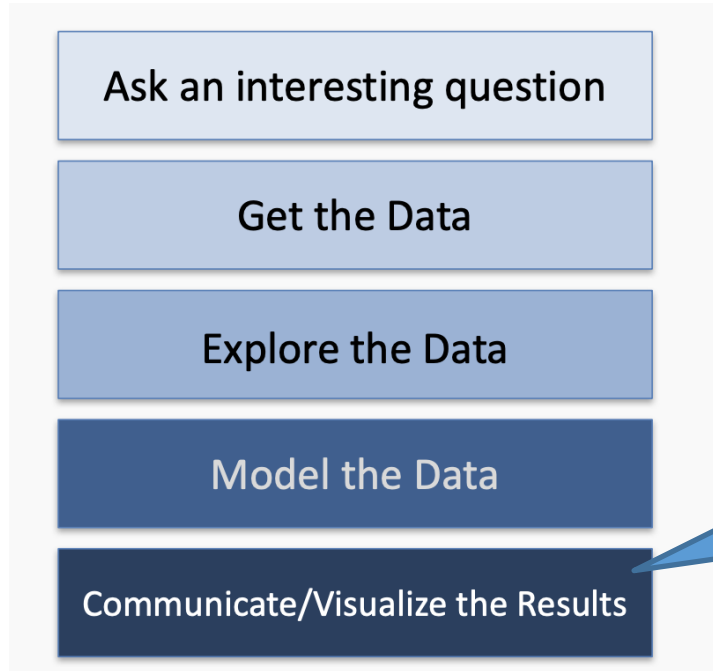 Ask an interesting question
Get the Data
Explore the Data
Model the Data
Communicate/Visualize the Results